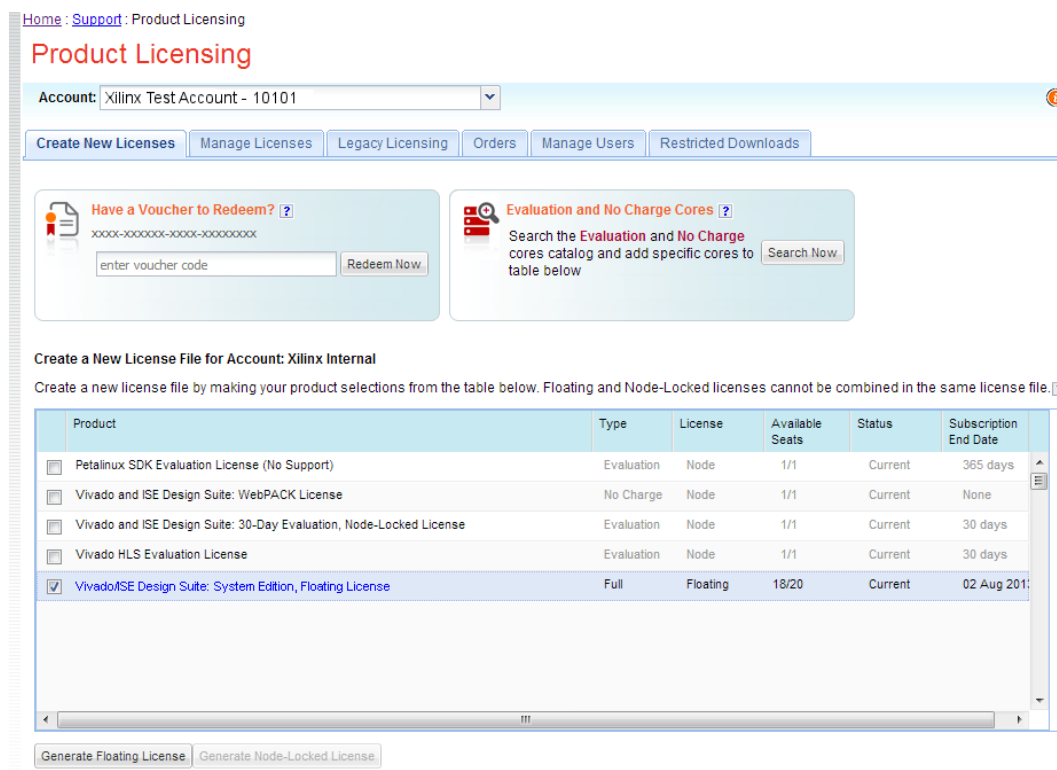 Home : Support : Product Licensing
Product Licensing
Account: Xilinx Test Account - 10101
Create New Licenses Manage Licenses Legacy Licensing Orders Manage Users Restricted Downloads
Have a Voucher to Redeem? ?
xxxx-xxxxxx-xxxx-xxxxxxxx
enter voucher code Redeem Now
Evaluation and No Charge Cores ?
Search the Evaluation and No Charge
cores catalog and add specific cores to
table below
Search Now
Create a New License File for Account: Xilinx Internal
Create a new license file by making your product selections from the table below. Floating and Node-Locked licenses cannot be combined in the same license file.
Product Type License Available Seats Status Subscription End Date
Petalinux SDK Evaluation License (No Support) Evaluation Node 1/1 Current 365 days
Vivado and ISE Design Suite: WebPACK License No Charge Node 1/1 Current None
Vivado and ISE Design Suite: 30-Day Evaluation, Node-Locked License Evaluation Node 1/1 Current 30 days
Vivado HLS Evaluation License Evaluation Node 1/1 Current 30 days
Vivado/ISE Design Suite: System Edition, Floating License Full Floating 18/20 Current 02 Aug 201
Generate Floating License Generate Node-Locked License